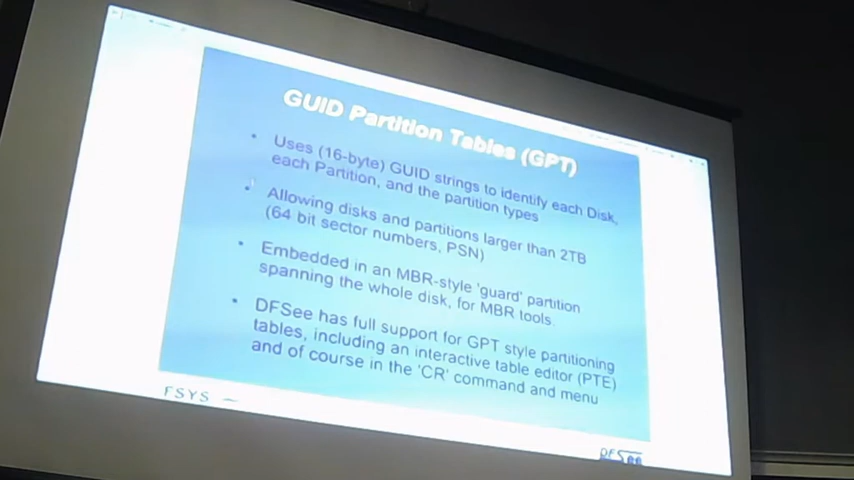 GUID Partition Tables (GPT)
• Uses (16-byte) GUID strings to identify each Disk,
each Partition, and the partition types
• Allowing disks and partitions larger than 2TB
(64 bit sector numbers, PSN)
• Embedded in an MBR-style 'guard' partition
spanning the whole disk, for MBR tools.
• DFSee has full support for GPT style partitioning
tables, including an interactive table editor (PTE)
and of course in the 'CR' command and menu
FSYS
DFSee